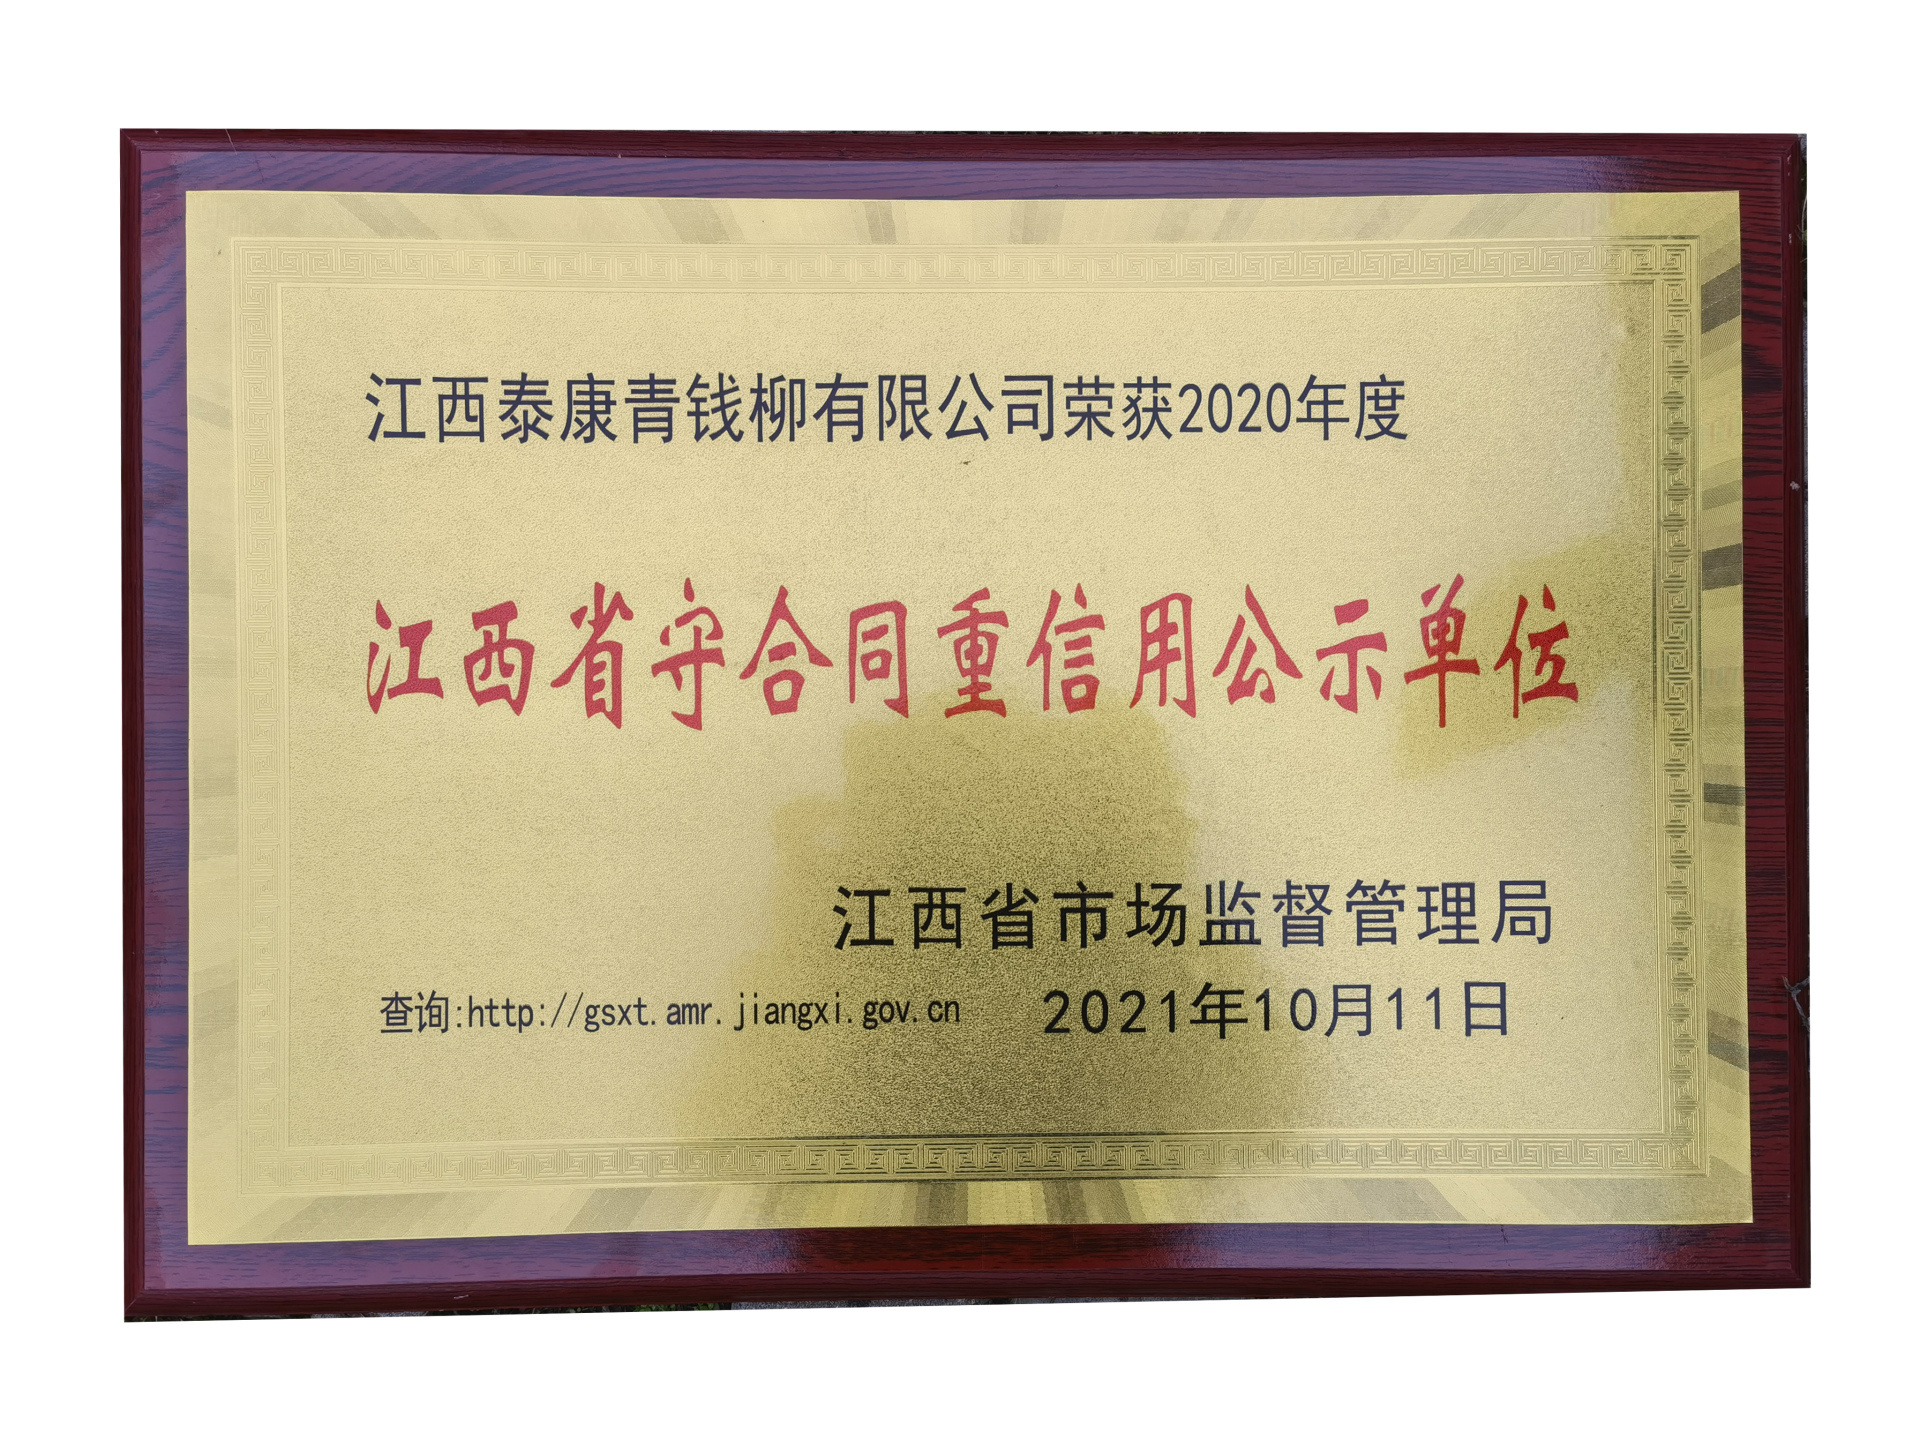 江西泰康青钱柳有限公司荣获2020年度
江西省守合同重信用公示单位
江西省市场监督管理局
查询:http://gsxt.amr.jiangxi.gov.cn
2021年10月11日